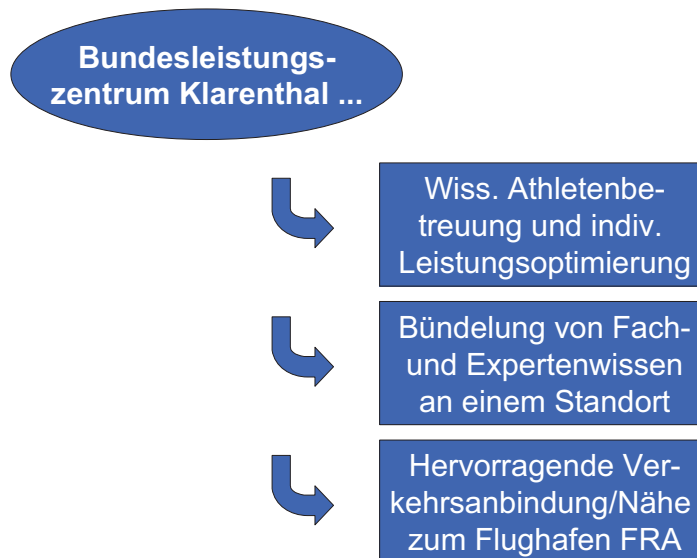 Bundesleistungs-
zentrum Klarenthal ...
Wiss. Athletenbe-
treuung und indiv.
Leistungsoptimierung
Bündelung von Fach-
und Expertenwissen
an einem Standort
Hervorragende Ver-
kehrsanbindung/Nähe
zum Flughafen FRA